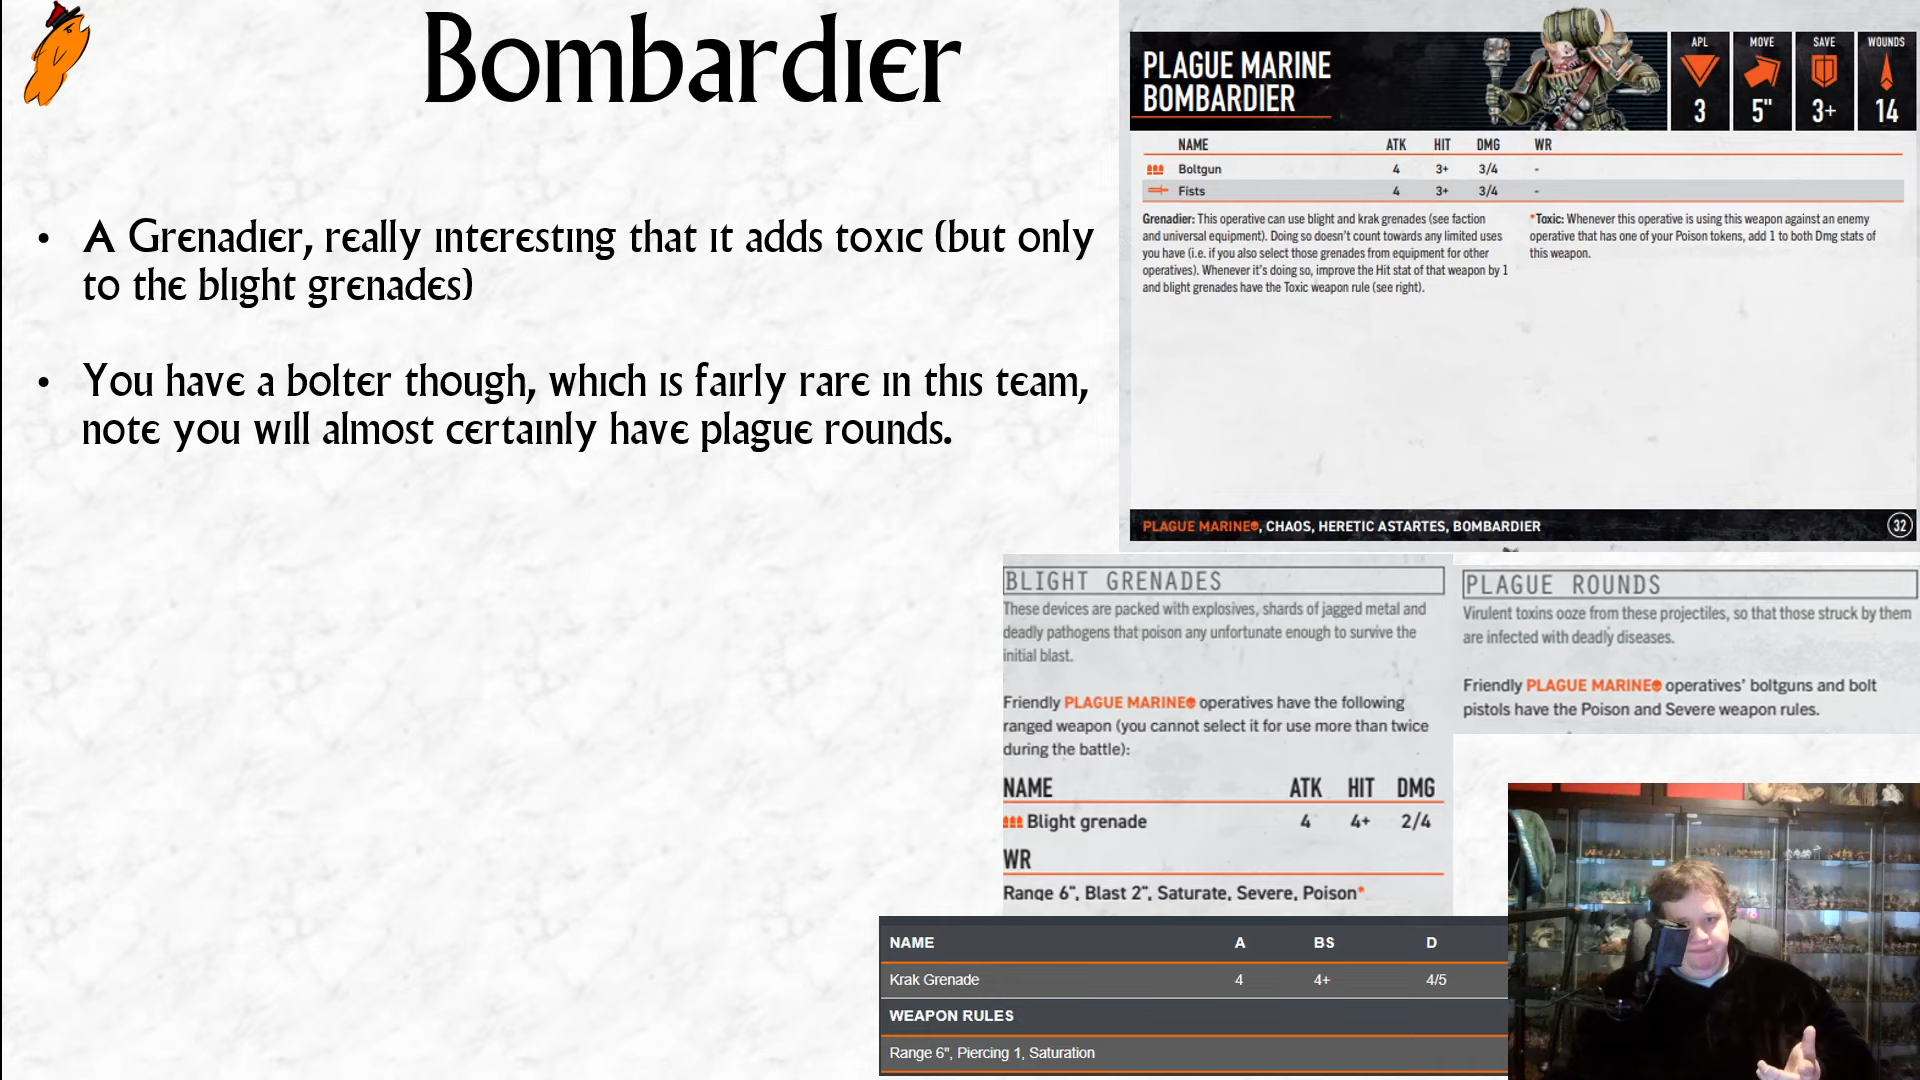 Bombardier
• A Grenadier, really interesting that it adds toxic (but only
to the blight grenades)
• You have a bolter though, which is fairly rare in this team,
note you will almost certainly have plague rounds.
PLAGUE MARINE
BOMBARDIER
APL MOVE SAVE WOUNDS
3 5" 3+ 14
NAME ATK HIT DMG WR
Boltgun 4 3+ 3/4 -
Fists 4 3+ 3/4 -
Grenadier: This operative can use blight and krak grenades (see faction
and universal equipment). Doing so doesn't count towards any limited uses
you have (i.e. if you also select those grenades from equipment for other
operatives). Whenever it's doing so, improve the Hit stat of that weapon by 1
and blight grenades have the Toxic weapon rule (see right).
*Toxic: Whenever this operative is using this weapon against an enemy
operative that has one of your Poison tokens, add 1 to both Dmg stats of
this weapon.
PLAGUE MARINE, CHAOS, HERETIC ASTARTES, BOMBARDIER 32
BLIGHT GRENADES
These devices are packed with explosives, shards of jagged metal and
deadly pathogens that poison any unfortunate enough to survive the
initial blast.
Friendly PLAGUE MARINE operatives have the following
ranged weapon (you cannot select it for use more than twice
during the battle):
NAME ATK HIT DMG
Blight grenade 4 4+ 2/4
WR
Range 6", Blast 2", Saturate, Severe, Poison*
PLAGUE ROUNDS
Virulent toxins ooze from these projectiles, so that those struck by them
are infected with deadly diseases.
Friendly PLAGUE MARINE operatives' boltguns and bolt
pistols have the Poison and Severe weapon rules.
NAME A BS D
Krak Grenade 4 4+ 4/5
WEAPON RULES
Range 6", Piercing 1, Saturation